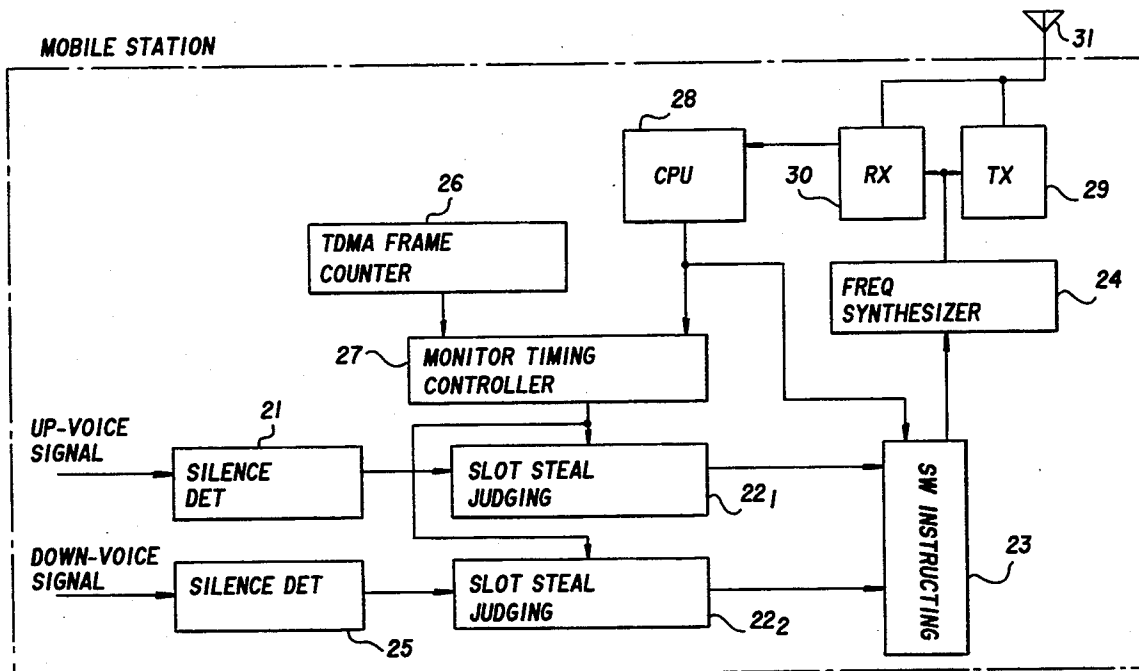 MOBILE STATION
31
28
CPU
30
RX
TX
29
26
TDMA FRAME
COUNTER
FREQ
SYNTHESIZER
24
27
MONITOR TIMING
CONTROLLER
UP-VOICE
SIGNAL
21
SILENCE
DET
SLOT STEAL
JUDGING
22₁
SW INSTRUCTING
23
DOWN-VOICE
SIGNAL
SILENCE DET
25
SLOT STEAL
JUDGING
22₂